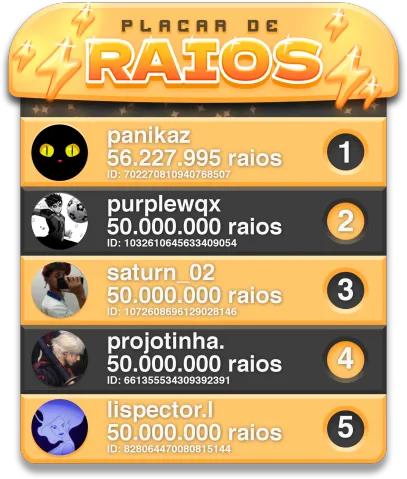 PLACAR DE
RAIOS
panikaz
56.227.995 raios
ID: 702270810940768507
1
purplewqx
50.000.000 raios
ID: 1032610645633409054
2
saturn_02
50.000.000 raios
ID: 1072608696129028146
3
projotinha.
50.000.000 raios
ID: 661355534309392391
4
lispector.l
50.000.000 raios
ID: 828064470080815144
5